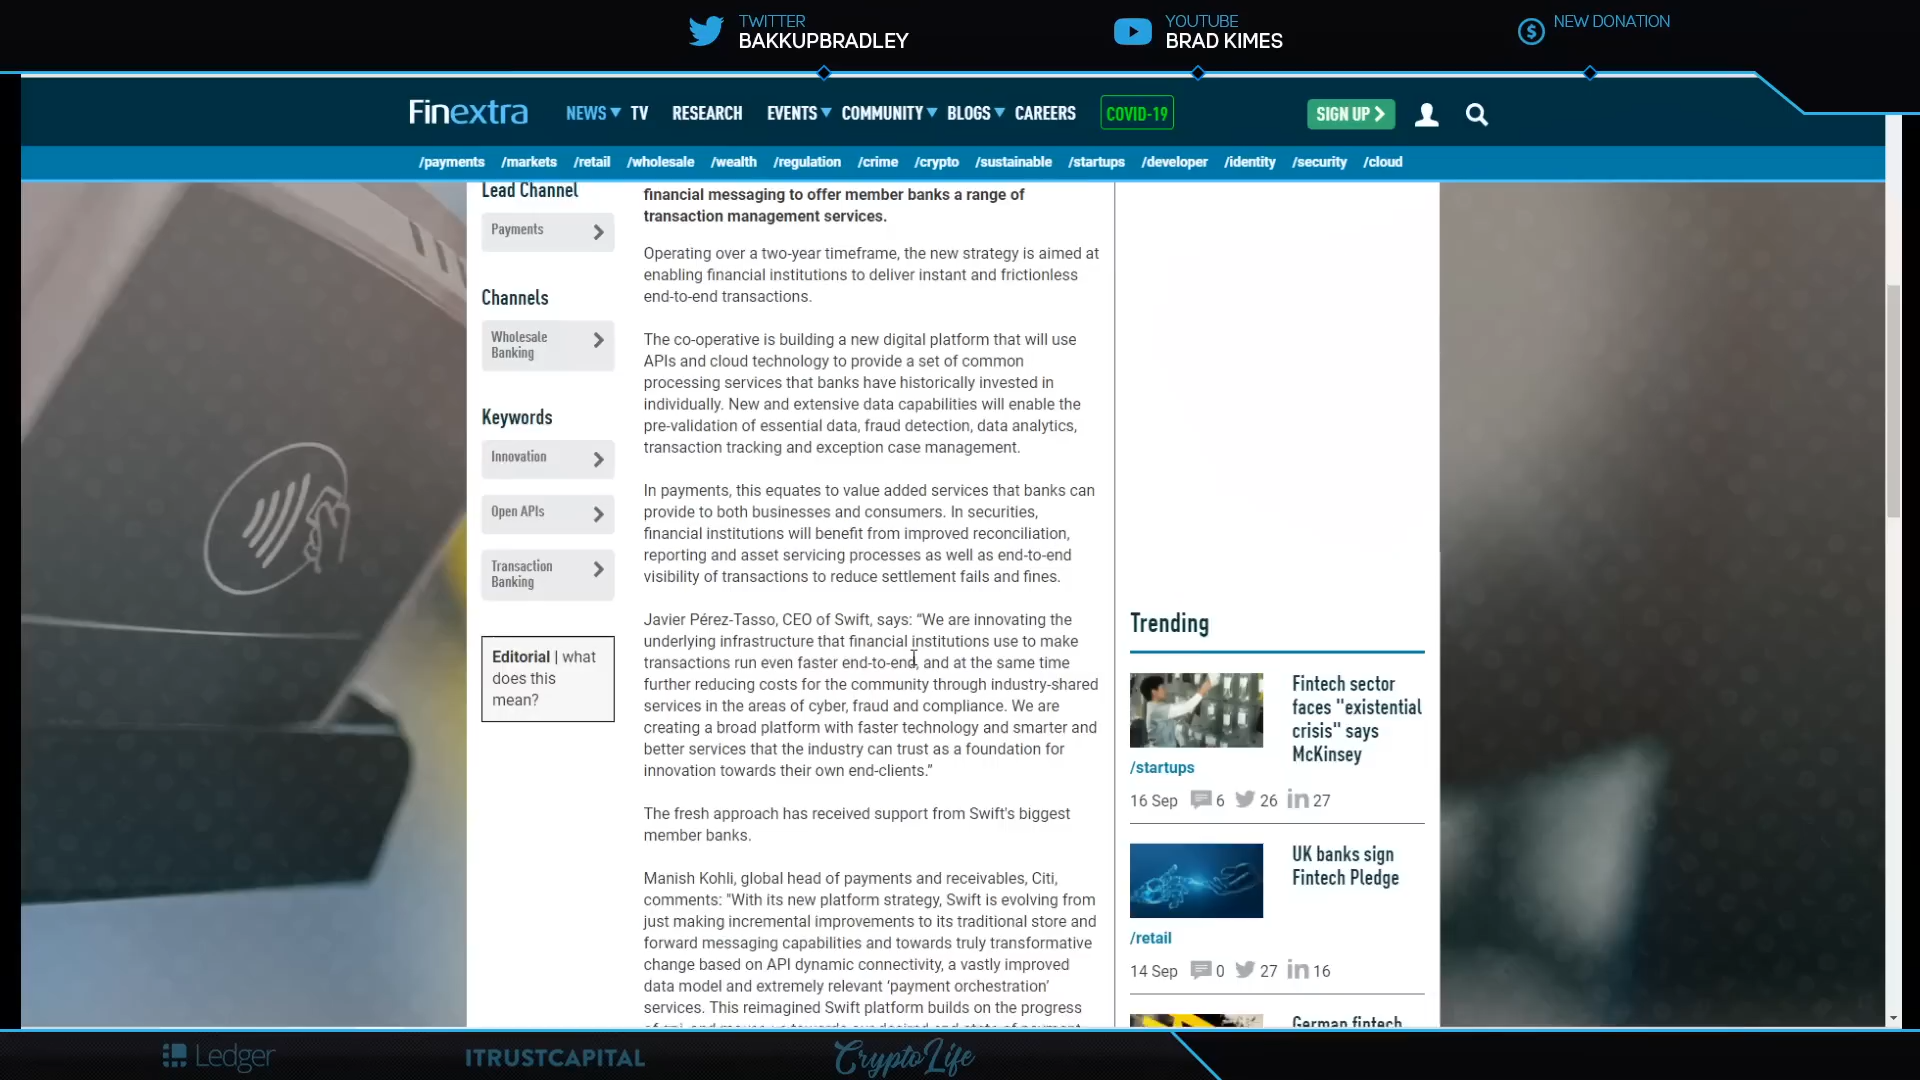 TWITTER
BAKKUPBRADLEY
YOUTUBE
BRAD KIMES
NEW DONATION
Finextra
NEWS TV RESEARCH EVENTS COMMUNITY BLOGS CAREERS COVID-19 SIGN UP
/payments /markets /retail /wholesale /wealth /regulation /crime /crypto /sustainable /startups /developer /identity /security /cloud
Lead Channel
Payments
Channels
Wholesale
Banking
Keywords
Innovation
Open APIs
Transaction
Banking
Editorial | what
does this
mean?
financial messaging to offer member banks a range of
transaction management services.
Operating over a two-year timeframe, the new strategy is aimed at
enabling financial institutions to deliver instant and frictionless
end-to-end transactions.
The co-operative is building a new digital platform that will use
APIs and cloud technology to provide a set of common
processing services that banks have historically invested in
individually. New and extensive data capabilities will enable the
pre-validation of essential data, fraud detection, data analytics,
transaction tracking and exception case management.
In payments, this equates to value added services that banks can
provide to both businesses and consumers. In securities,
financial institutions will benefit from improved reconciliation,
reporting and asset servicing processes as well as end-to-end
visibility of transactions to reduce settlement fails and fines.
Javier Pérez-Tasso, CEO of Swift, says: “We are innovating the
underlying infrastructure that financial institutions use to make
transactions run even faster end-to-end, and at the same time
further reducing costs for the community through industry-shared
services in the areas of cyber, fraud and compliance. We are
creating a broad platform with faster technology and smarter and
better services that the industry can trust as a foundation for
innovation towards their own end-clients.”
The fresh approach has received support from Swift's biggest
member banks.
Manish Kohli, global head of payments and receivables, Citi,
comments: "With its new platform strategy, Swift is evolving from
just making incremental improvements to its traditional store and
forward messaging capabilities and towards truly transformative
change based on API dynamic connectivity, a vastly improved
data model and extremely relevant ‘payment orchestration’
services. This reimagined Swift platform builds on the progress
Trending
Fintech sector
faces "existential
crisis" says
McKinsey
/startups
16 Sep 6 26 in 27
UK banks sign
Fintech Pledge
/retail
14 Sep 0 27 in 16
German fintech
Ledger
ITRUSTCAPITAL
CryptoLife